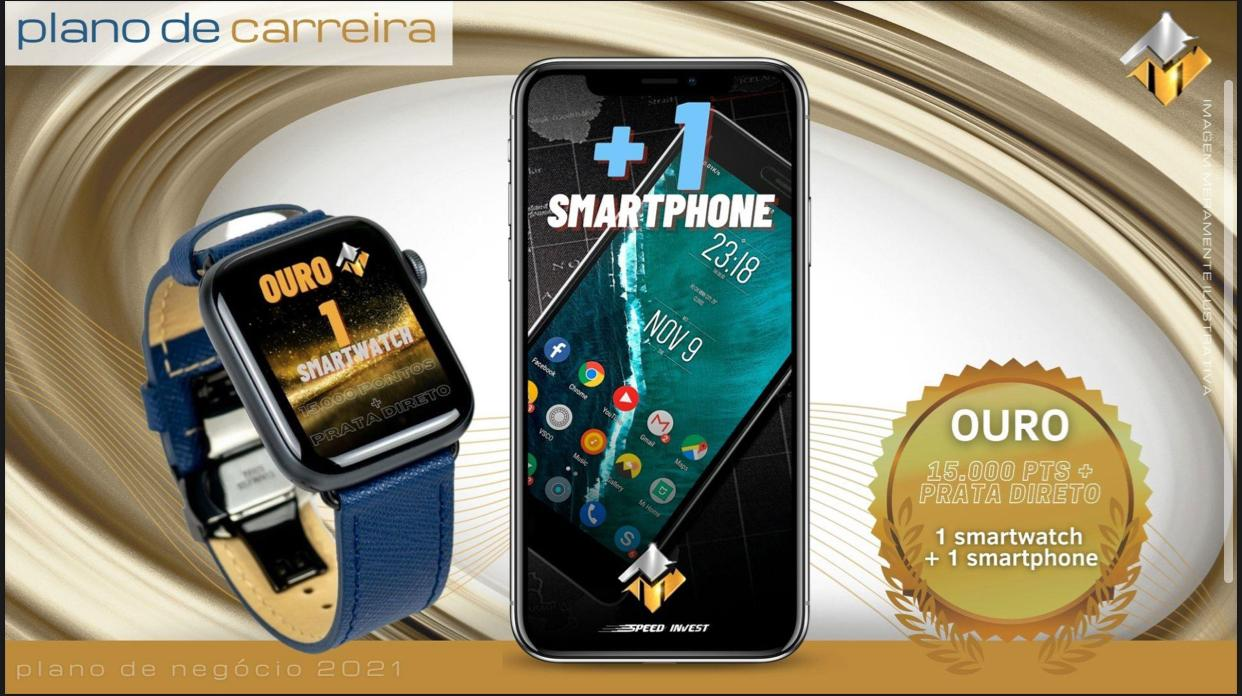 plano de carreira
IMAGEM MERAMENTE ILUSTRATIVA
OURO
1
SMARTWATCH
15.000 PONTOS
+
PRATA DIRETO
+ 1
SMARTPHONE
23:18
NOV 9
Facebook
Chrome
VSCO
Music
Gmail
Maps
Gallery
Mi Home
SPEED INVEST
OURO
15.000 PTS +
PRATA DIRETO
1 smartwatch
+ 1 smartphone
plano de negócio 2021